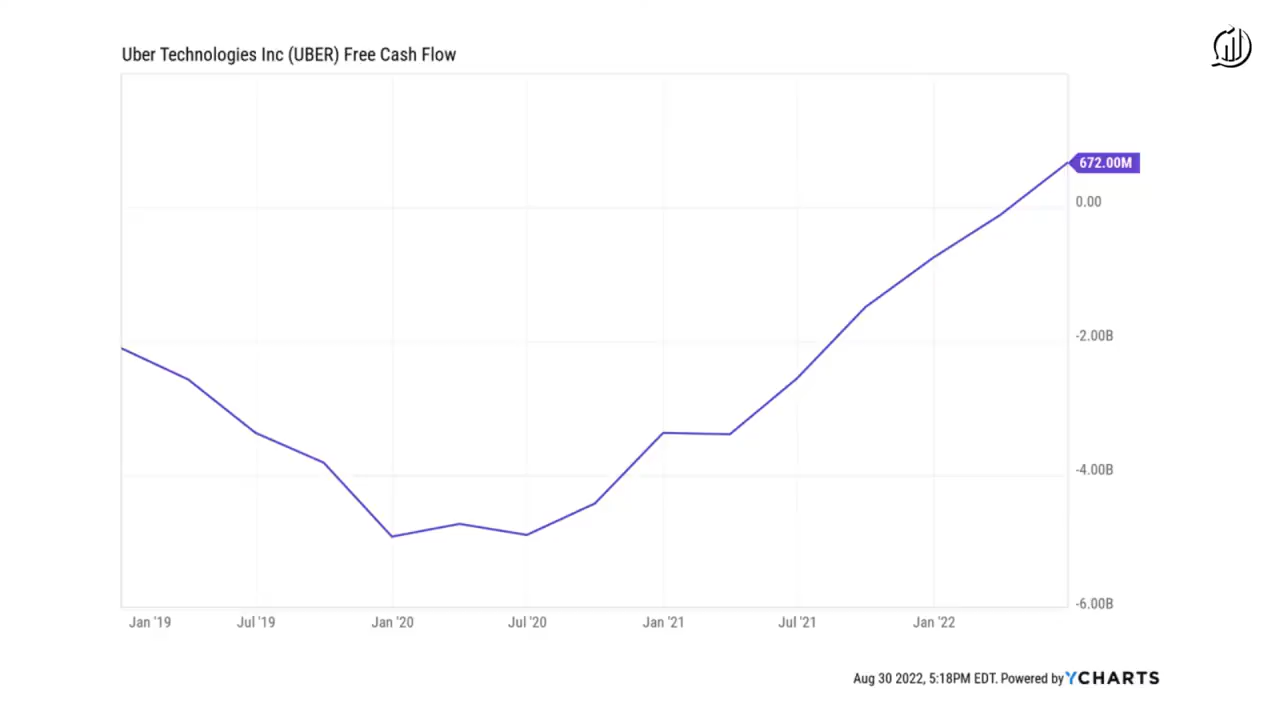 Uber Technologies Inc (UBER) Free Cash Flow
672.00M
0.00
-2.00B
-4.00B
-6.00B
Jan '19 Jul '19 Jan '20 Jul '20 Jan '21 Jul '21 Jan '22
Aug 30 2022, 5:18PM EDT. Powered by YCHARTS